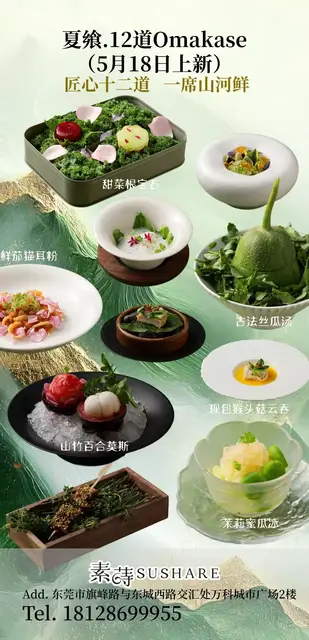 夏飨.12道Omakase
（5月18日上新）
匠心十二道 一席山河鲜
甜菜根宝石
鲜茄猫耳粉
古法丝瓜汤
现包猴头菇云吞
山竹百合莫斯
茉莉蜜瓜冻
素莳SUSHARE
Add. 东莞市旗峰路与东城西路交汇处万科城市广场2楼
Tel. 18128699955